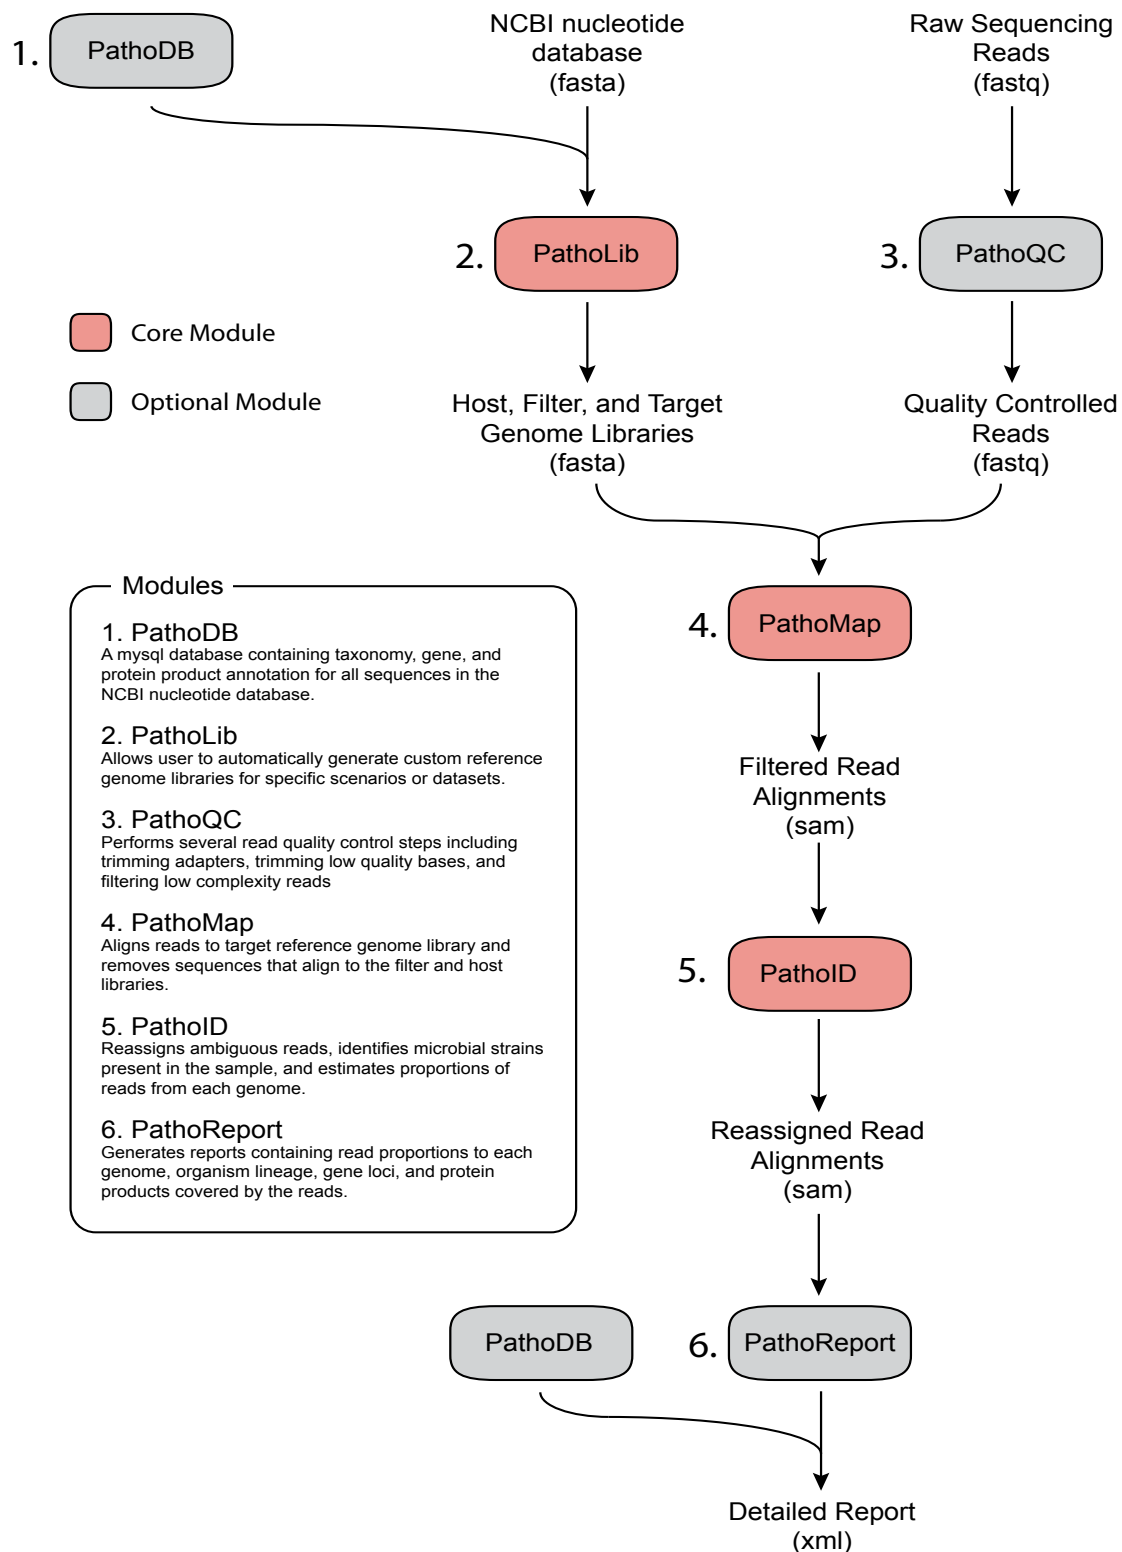 1.
PathoDB
NCBI nucleotide
database
(fasta)
Raw Sequencing
Reads
(fastq)
2.
PathoLib
3.
PathoQC
Core Module
Optional Module
Host, Filter, and Target
Genome Libraries
(fasta)
Quality Controlled
Reads
(fastq)
Modules
1. PathoDB
A mysql database containing taxonomy, gene, and
protein product annotation for all sequences in the
NCBI nucleotide database.
2. PathoLib
Allows user to automatically generate custom reference
genome libraries for specific scenarios or datasets.
3. PathoQC
Performs several read quality control steps including
trimming adapters, trimming low quality bases, and
filtering low complexity reads
4. PathoMap
Aligns reads to target reference genome library and
removes sequences that align to the filter and host
libraries.
5. PathoID
Reassigns ambiguous reads, identifies microbial strains
present in the sample, and estimates proportions of
reads from each genome.
6. PathoReport
Generates reports containing read proportions to each
genome, organism lineage, gene loci, and protein
products covered by the reads.
4.
PathoMap
Filtered Read
Alignments
(sam)
5.
PathoID
Reassigned Read
Alignments
(sam)
PathoDB
6.
PathoReport
Detailed Report
(xml)